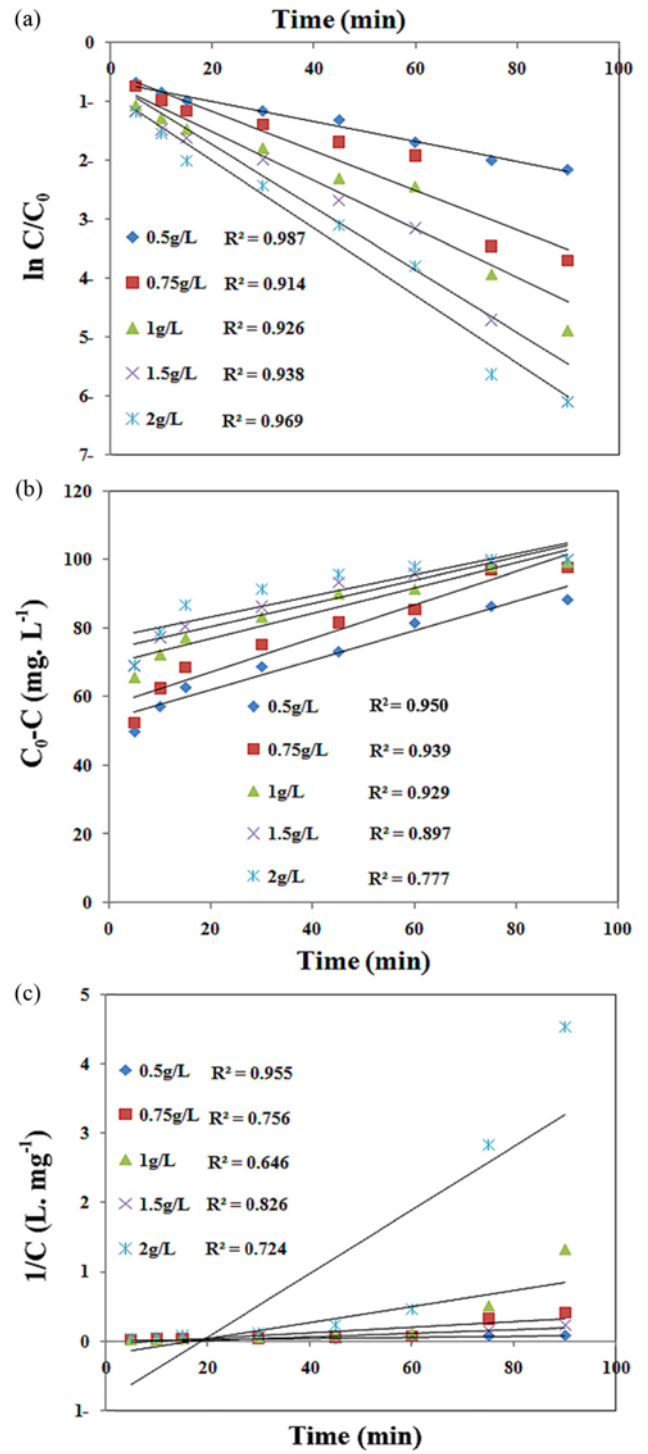 (a)
Time (min)
0 20 40 60 80 100
0
1-
2-
3-
4-
5-
6-
7-
ln C/C₀
0.5g/L R² = 0.987
0.75g/L R² = 0.914
1g/L R² = 0.926
1.5g/L R² = 0.938
2g/L R² = 0.969
(b)
120
100
80
60
40
20
0
C₀-C (mg. L⁻¹)
0.5g/L R² = 0.950
0.75g/L R² = 0.939
1g/L R² = 0.929
1.5g/L R² = 0.897
2g/L R² = 0.777
0 20 40 60 80 100
Time (min)
(c)
5
4
3
2
1
0
1-
1/C (L. mg⁻¹)
0.5g/L R² = 0.955
0.75g/L R² = 0.756
1g/L R² = 0.646
1.5g/L R² = 0.826
2g/L R² = 0.724
0 20 40 60 80 100
Time (min)